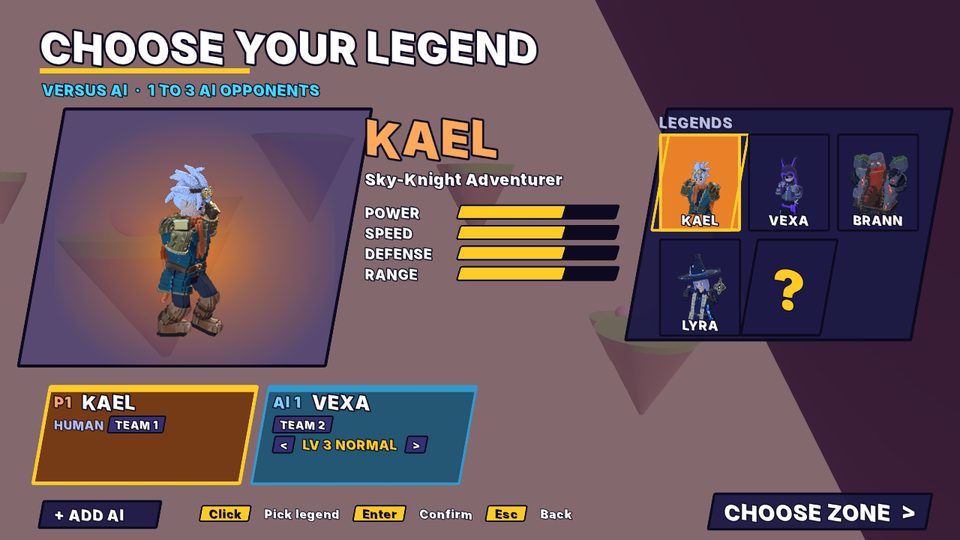 CHOOSE YOUR LEGEND
VERSUS AI · 1 TO 3 AI OPPONENTS
KAEL
Sky-Knight Adventurer
POWER
SPEED
DEFENSE
RANGE
LEGENDS
KAEL
VEXA
BRANN
LYRA
?
P1 KAEL
HUMAN TEAM 1
AI 1 VEXA
TEAM 2
< LV 3 NORMAL >
+ ADD AI
Click Pick legend Enter Confirm Esc Back
CHOOSE ZONE >